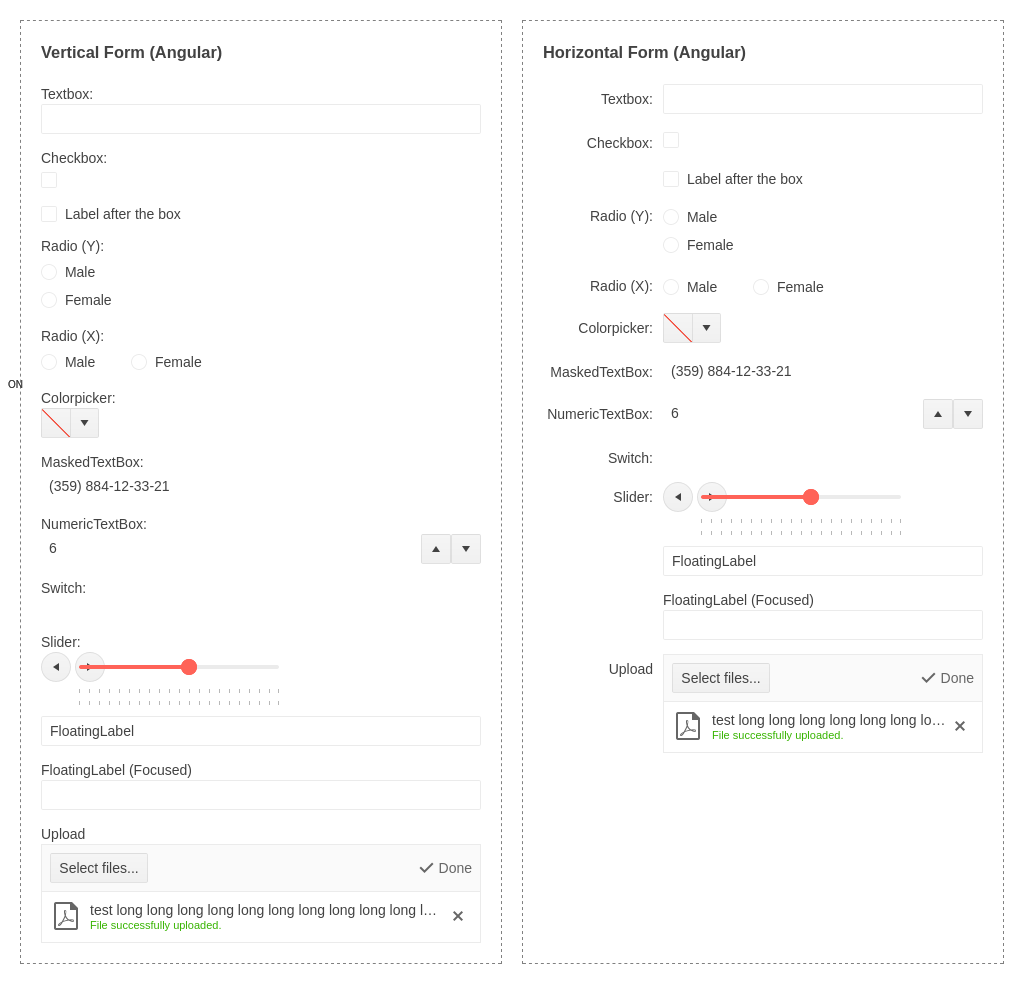 Vertical Form (Angular)
Textbox:
Checkbox:
Label after the box
Radio (Y):
Male
Female
Radio (X):
Male Female
ON
Colorpicker:
MaskedTextBox:
(359) 884-12-33-21
NumericTextBox:
6
Switch:
Slider:
FloatingLabel
FloatingLabel (Focused)
Upload
Select files... Done
test long long long long long long long long long long l…
File successfully uploaded.
Horizontal Form (Angular)
Textbox:
Checkbox:
Label after the box
Radio (Y): Male
Female
Radio (X): Male Female
Colorpicker:
MaskedTextBox: (359) 884-12-33-21
NumericTextBox: 6
Switch:
Slider:
FloatingLabel
FloatingLabel (Focused)
Upload
Select files... Done
test long long long long long long lo…
File successfully uploaded.